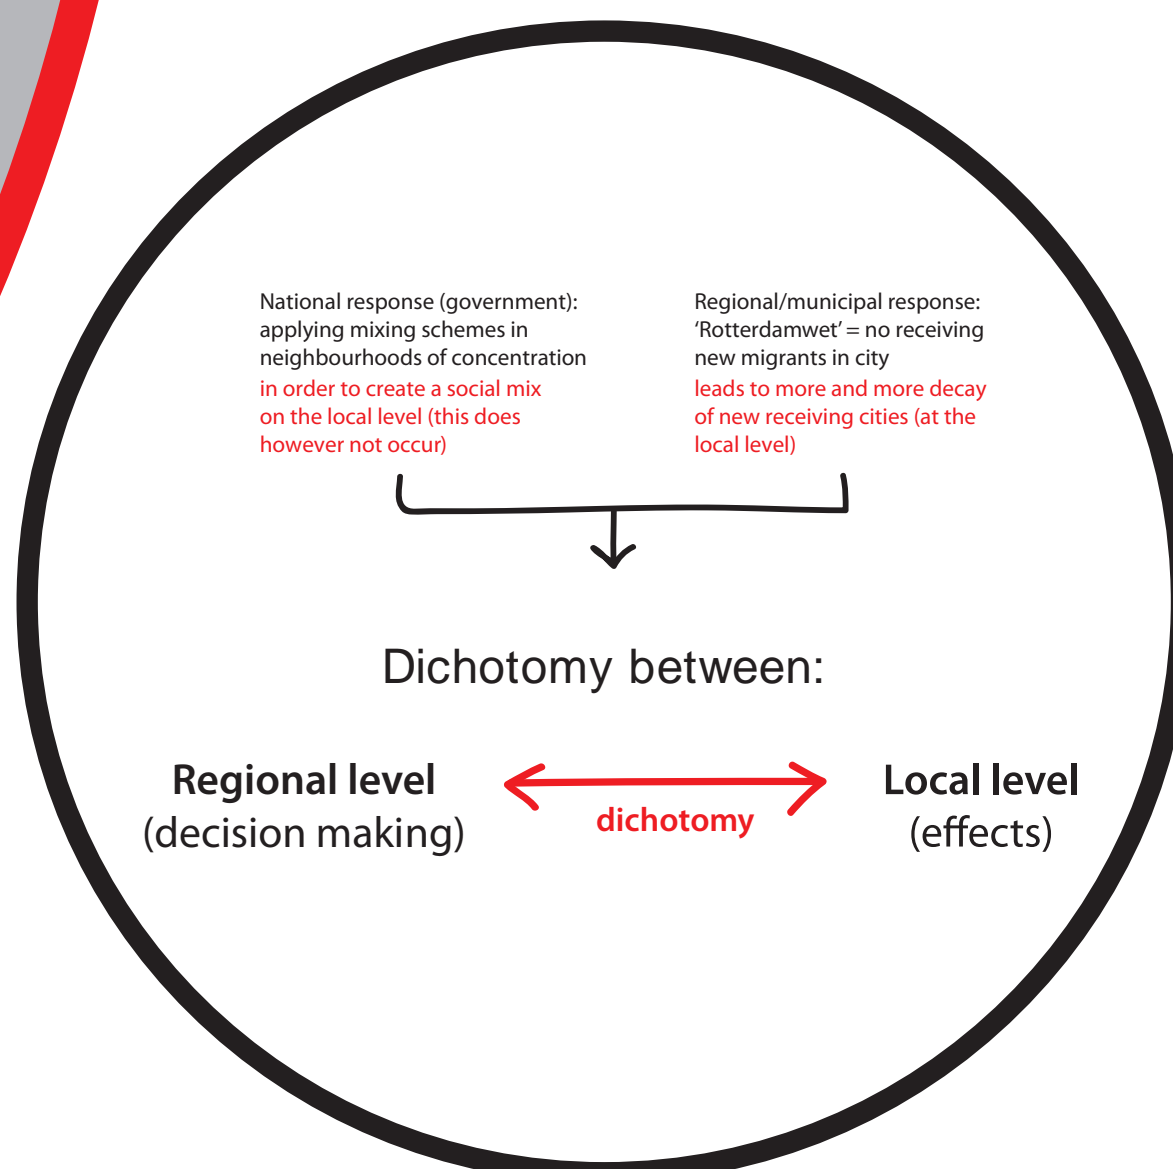 National response (government):
applying mixing schemes in
neighbourhoods of concentration
in order to create a social mix
on the local level (this does
however not occur)
Regional/municipal response:
‘Rotterdamwet’ = no receiving
new migrants in city
leads to more and more decay
of new receiving cities (at the
local level)
Dichotomy between:
Regional level
(decision making)
dichotomy
Local level
(effects)